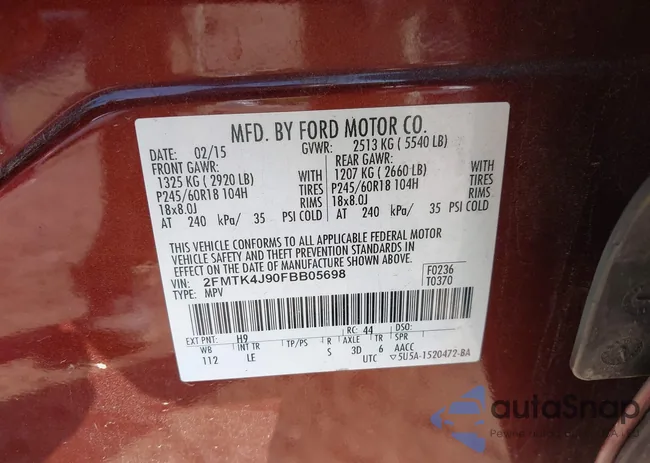 MFD. BY FORD MOTOR CO.
DATE: 02/15 GVWR: 2513 KG ( 5540 LB)
FRONT GAWR: REAR GAWR:
1325 KG ( 2920 LB) WITH 1207 KG ( 2660 LB) WITH
P245/60R18 104H TIRES P245/60R18 104H TIRES
18x8.0J RIMS 18x8.0J RIMS
AT 240 kPa/ 35 PSI COLD AT 240 kPa/ 35 PSI COLD
THIS VEHICLE CONFORMS TO ALL APPLICABLE FEDERAL MOTOR
VEHICLE SAFETY AND THEFT PREVENTION STANDARDS IN
EFFECT ON THE DATE OF MANUFACTURE SHOWN ABOVE.
VIN: 2FMTK4J90FBB05698 F0236
TYPE: MPV T0370
EXT PNT: H9 RC: 44 DSO:
WB INT TR TP/PS R AXLE TR SPR
112 LE S 3D 6 AACC
UTC ▽5U5A-1520472-BA
autoSnap